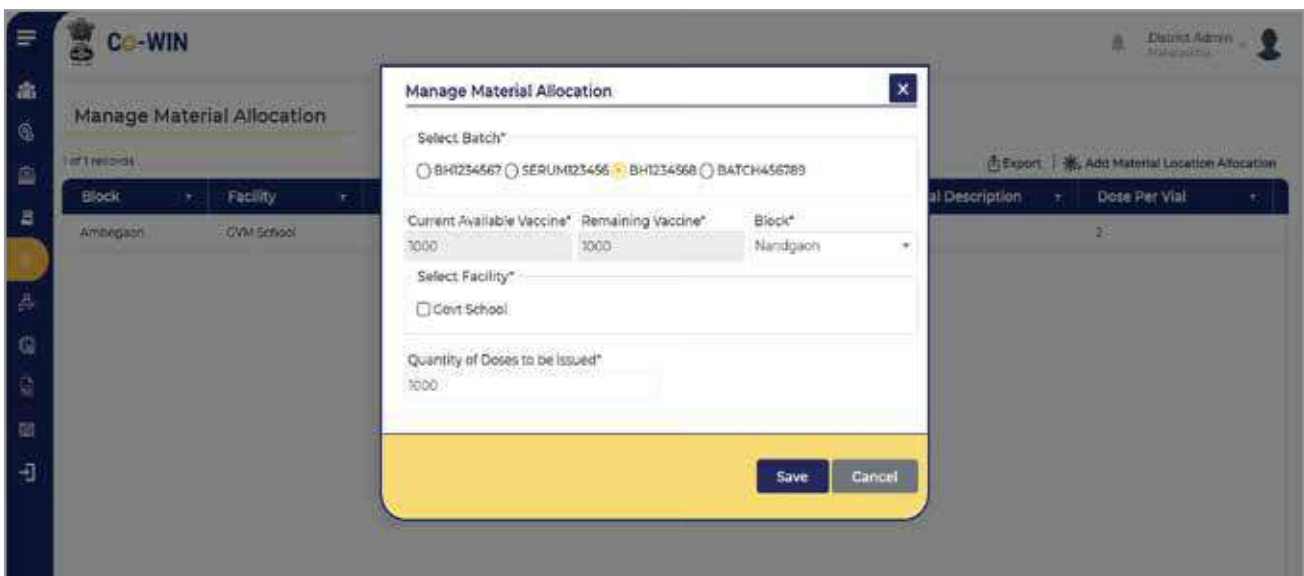 Co-WIN
District Admin
Maharashtra
Manage Material Allocation
1 of 1 records
Export | Add Material Location Allocation
Block Facility al Description Dose Per Vial
Ambegaon CVM School 2
Manage Material Allocation X
Select Batch*
BH1234567 SERUM123456 BH1234568 BATCH456789
Current Available Vaccine* Remaining Vaccine* Block*
1000 1000 Nandgaon
Select Facility*
Govt School
Quantity of Doses to be issued*
1000
Save Cancel